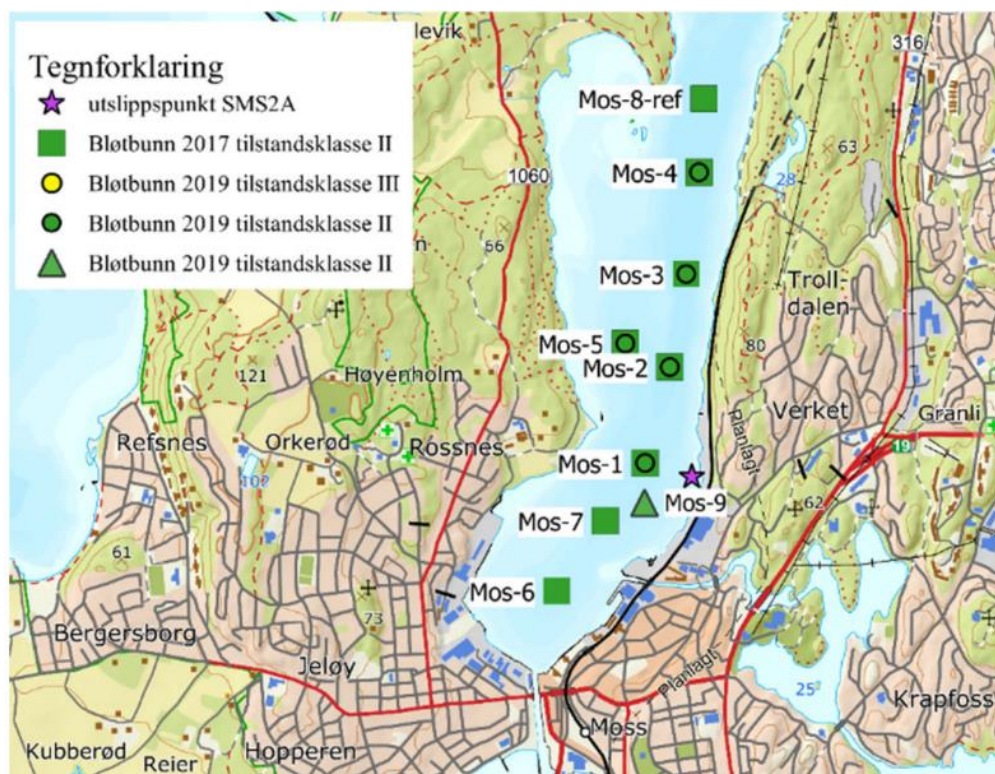 Tegnforklaring
utslippspunkt SMS2A
Bløtbunn 2017 tilstandsklasse II
Bløtbunn 2019 tilstandsklasse III
Bløtbunn 2019 tilstandsklasse II
Bløtbunn 2019 tilstandsklasse II
levik
316
Mos-8-ref
63
1060
Mos-4
28
66
n
Mos-3
Troll-
dalen
Mos-5
80
Mos-2
121
Høyenholm
Verket
Granli
Planlagt
Refsnes
Orkerød
Rossnes
19
102
Mos-1
62
Mos-9
Mos-7
61
Mos-6
73
Bergersborg
Jeløy
Planlagt
25
Krapfoss
Moss
Kubberød
Hopperen
Reier